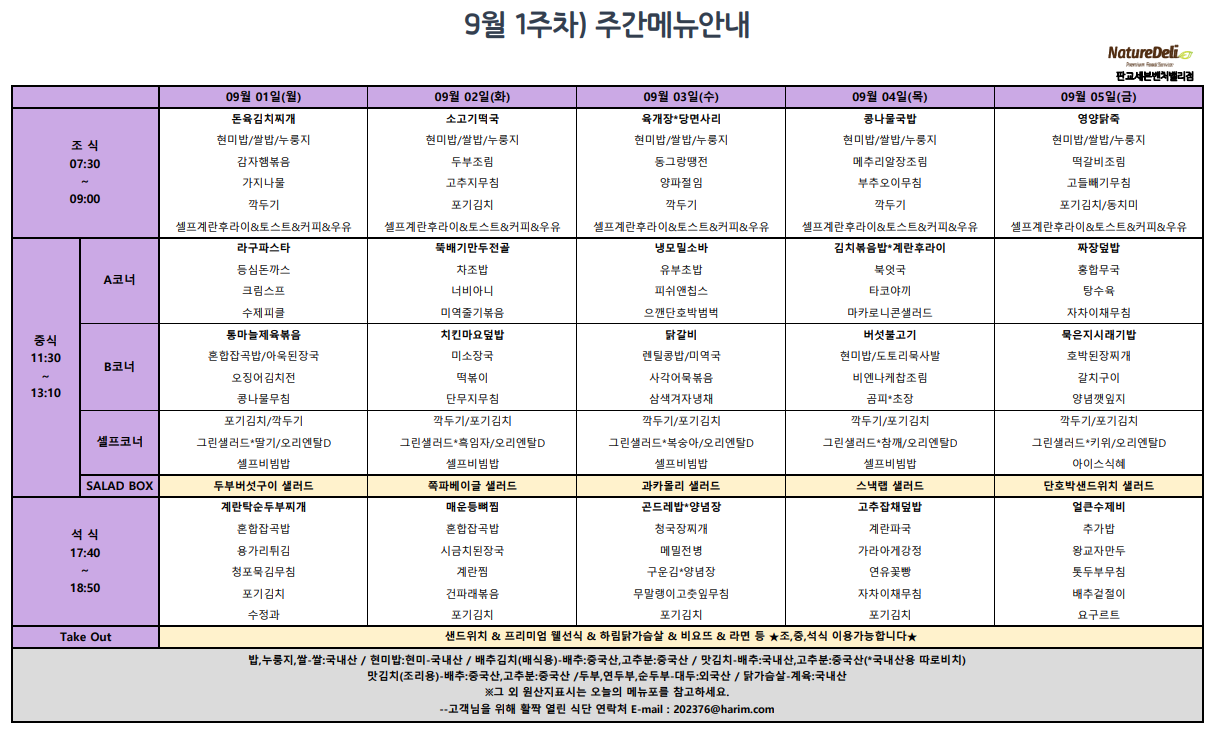 9월 1주차) 주간메뉴안내
NatureDeli
Premium Food Service
판교세븐벤처밸리점
09월 01일(월) 09월 02일(화) 09월 03일(수) 09월 04일(목) 09월 05일(금)
조 식
07:30
~
09:00
돈육김치찌개 소고기떡국 육개장*당면사리 콩나물국밥 영양닭죽
현미밥/쌀밥/누룽지 현미밥/쌀밥/누룽지 현미밥/쌀밥/누룽지 현미밥/쌀밥/누룽지 현미밥/쌀밥/누룽지
감자햄볶음 두부조림 동그랑땡전 메추리알장조림 떡갈비조림
가지나물 고추지무침 양파절임 부추오이무침 고들빼기무침
깍두기 포기김치 깍두기 깍두기 포기김치/동치미
셀프계란후라이&토스트&커피&우유 셀프계란후라이&토스트&커피&우유 셀프계란후라이&토스트&커피&우유 셀프계란후라이&토스트&커피&우유 셀프계란후라이&토스트&커피&우유
중식
11:30
~
13:10
A코너
라구파스타 뚝배기만두전골 냉모밀소바 김치볶음밥*계란후라이 짜장덮밥
등심돈까스 차조밥 유부초밥 북엇국 홍합무국
크림스프 너비아니 피쉬앤칩스 타코야끼 탕수육
수제피클 미역줄기볶음 으깬단호박범벅 마카로니콘샐러드 자차이채무침
B코너
통마늘제육볶음 치킨마요덮밥 닭갈비 버섯불고기 묵은지시래기밥
혼합잡곡밥/아욱된장국 미소장국 렌틸콩밥/미역국 현미밥/도토리묵사발 호박된장찌개
오징어김치전 떡볶이 사각어묵볶음 비엔나케찹조림 갈치구이
콩나물무침 단무지무침 삼색겨자냉채 곰피*초장 양념깻잎지
셀프코너
포기김치/깍두기 깍두기/포기김치 깍두기/포기김치 깍두기/포기김치 깍두기/포기김치
그린샐러드*딸기/오리엔탈D 그린샐러드*흑임자/오리엔탈D 그린샐러드*복숭아/오리엔탈D 그린샐러드*참깨/오리엔탈D 그린샐러드*키위/오리엔탈D
셀프비빔밥 셀프비빔밥 셀프비빔밥 셀프비빔밥 아이스식혜
SALAD BOX 두부버섯구이 샐러드 쪽파베이글 샐러드 과카몰리 샐러드 스낵랩 샐러드 단호박샌드위치 샐러드
석 식
17:40
~
18:50
계란탁순두부찌개 매운등뼈찜 곤드레밥*양념장 고추잡채덮밥 얼큰수제비
혼합잡곡밥 혼합잡곡밥 청국장찌개 계란파국 추가밥
용가리튀김 시금치된장국 메밀전병 가라아게강정 왕교자만두
청포묵김무침 계란찜 구운김*양념장 연유꽃빵 톳두부무침
포기김치 건파래볶음 무말랭이고춧잎무침 자차이채무침 배추겉절이
수정과 포기김치 포기김치 포기김치 요구르트
Take Out 샌드위치 & 프리미엄 웰선식 & 하림닭가슴살 & 비요뜨 & 라면 등 ★조,중,석식 이용가능합니다★
밥,누룽지,쌀-쌀:국내산 / 현미밥:현미-국내산 / 배추김치(배식용)-배추:중국산,고추분:중국산 / 맛김치-배추:국내산,고추분:중국산(*국내산용 따로비치)
맛김치(조리용)-배추:중국산,고추분:중국산 /두부,연두부,순두부-대두:외국산 / 닭가슴살-계육:국내산
※그 외 원산지표시는 오늘의 메뉴포를 참고하세요.
--고객님을 위해 활짝 열린 식단 연락처 E-mail : 202376@harim.com